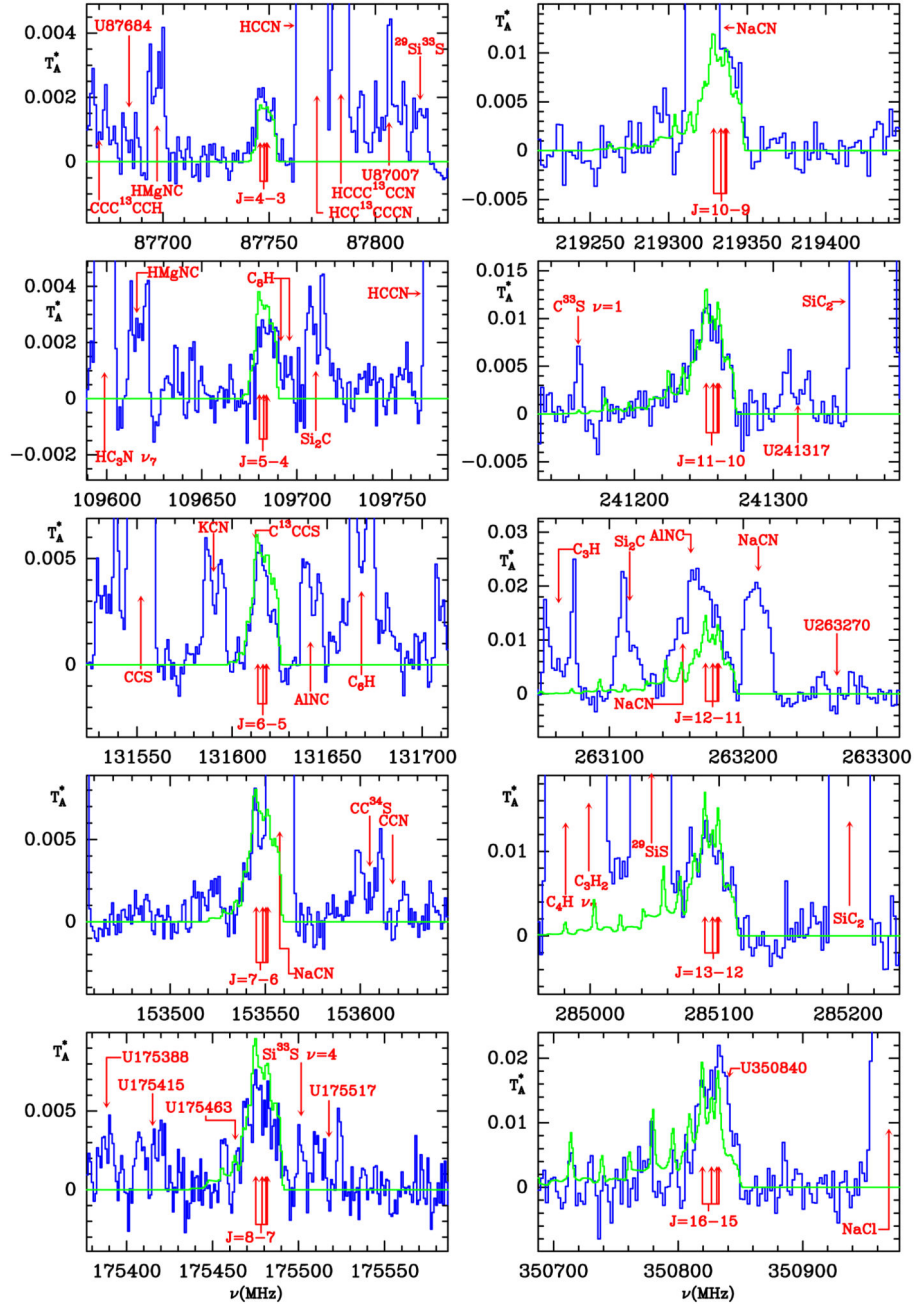 U87684
HCCN→
²⁹Si³³S
T*A
0.004
0.002
0
CCC¹³CCH
HMgNC
J=4−3
HCC¹³CCCN
HCCC¹³CCN
U87007
87700
87750
87800
0.015
T*A
0.01
0.005
0
−0.005
NaCN
J=10−9
219250
219300
219350
219400
HMgNC
C₈H
HCCN→
T*A
0.004
0.002
0
−0.002
HC₃N ν₇
J=5−4
Si₂C
109600
109650
109700
109750
0.015
T*A
0.01
0.005
0
−0.005
C³³S ν=1
SiC₂→
J=11−10
U241317
241200
241300
T*A
0.005
0
KCN
C¹³CCS
CCS
J=6−5
AlNC
C₆H
131550
131600
131650
131700
0.03
T*A
0.02
0.01
0
C₃H
Si₂C
AlNC
NaCN
U263270
NaCN
J=12−11
263100
263200
263300
T*A
0.005
0
CC³⁴S
CCN
J=7−6
NaCN
153500
153550
153600
T*A
0.01
0
C₄H ν₇
C₃H₂
²⁹SiS
J=13−12
SiC₂
285000
285100
285200
T*A
0.005
0
U175388
U175415
U175463
Si³³S ν=4
U175517
J=8−7
175400
175450
175500
175550
ν(MHz)
0.02
T*A
0.01
0
U350840
J=16−15
NaCl
350700
350800
350900
ν(MHz)